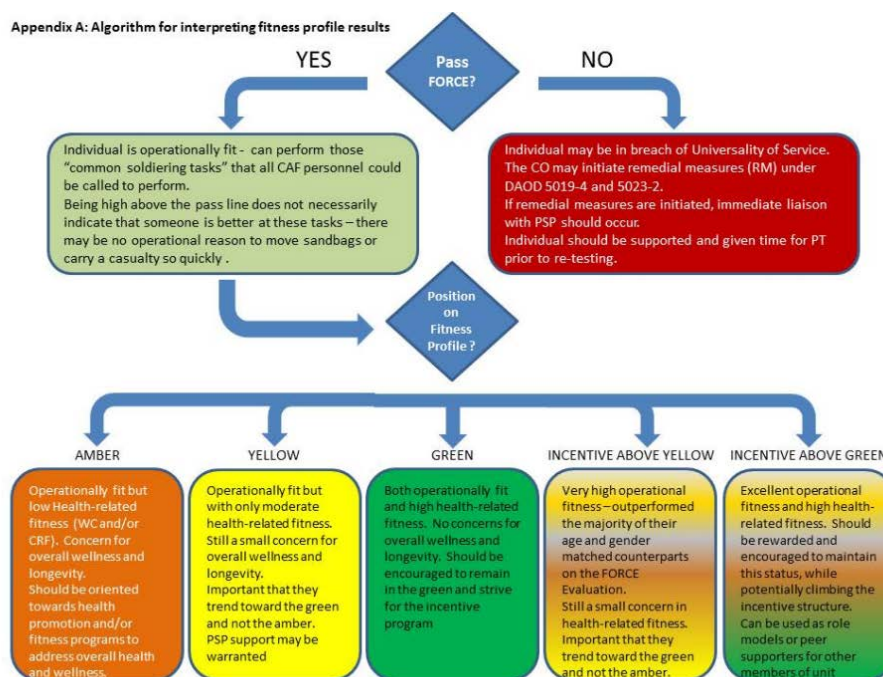 Appendix A: Algorithm for interpreting fitness profile results
YES
Pass
FORCE?
NO
Individual is operationally fit - can perform those
“common soldiering tasks” that all CAF personnel could
be called to perform.
Being high above the pass line does not necessarily
indicate that someone is better at these tasks – there
may be no operational reason to move sandbags or
carry a casualty so quickly .
Individual may be in breach of Universality of Service.
The CO may initiate remedial measures (RM) under
DAOD 5019-4 and 5023-2.
If remedial measures are initiated, immediate liaison
with PSP should occur.
Individual should be supported and given time for PT
prior to re-testing.
Position
on
Fitness
Profile ?
AMBER
Operationally fit but
low Health-related
fitness (WC and/or
CRF). Concern for
overall wellness and
longevity.
Should be oriented
towards health
promotion and/or
fitness programs to
address overall health
and wellness.
YELLOW
Operationally fit but
with only moderate
health-related fitness.
Still a small concern for
overall wellness and
longevity.
Important that they
trend toward the green
and not the amber.
PSP support may be
warranted
GREEN
Both operationally fit
and high health-related
fitness. No concerns for
overall wellness and
longevity. Should be
encouraged to remain
in the green and strive
for the incentive
program
INCENTIVE ABOVE YELLOW
Very high operational
fitness – outperformed
the majority of their
age and gender
matched counterparts
on the FORCE
Evaluation.
Still a small concern in
health-related fitness.
Important that they
trend toward the green
and not the amber.
INCENTIVE ABOVE GREEN
Excellent operational
fitness and high health-
related fitness. Should
be rewarded and
encouraged to maintain
this status, while
potentially climbing the
incentive structure.
Can be used as role
models or peer
supporters for other
members of unit